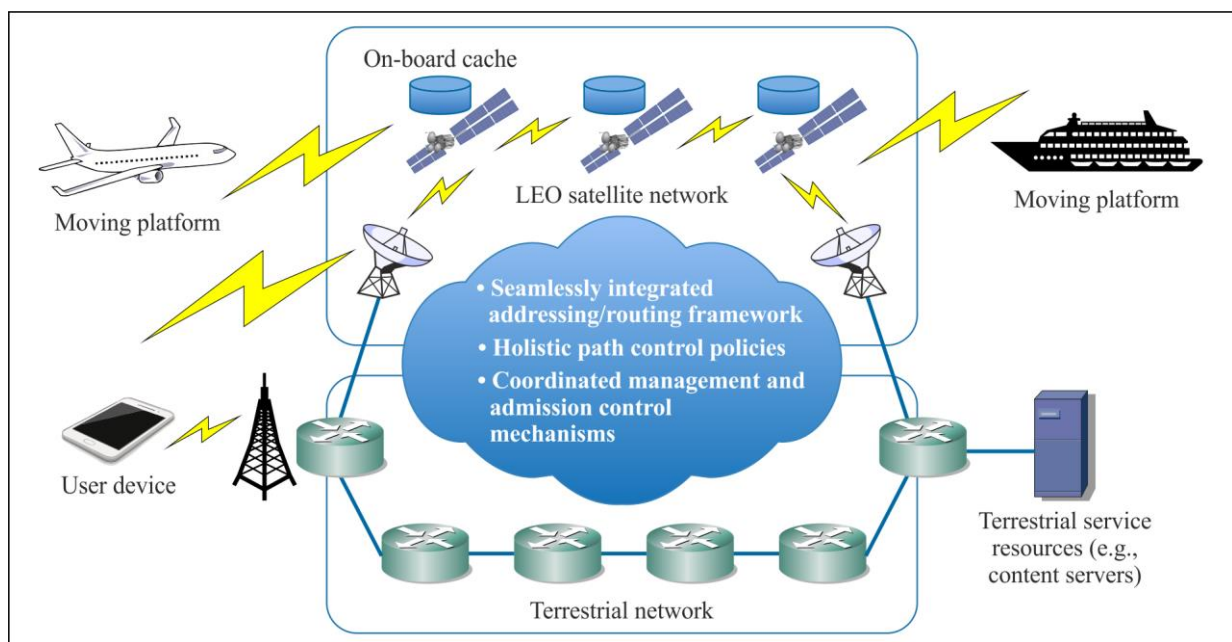 On-board cache
LEO satellite network
Moving platform
Moving platform
• Seamlessly integrated
addressing/routing framework
• Holistic path control policies
• Coordinated management and
admission control
mechanisms
User device
Terrestrial service
resources (e.g.,
content servers)
Terrestrial network